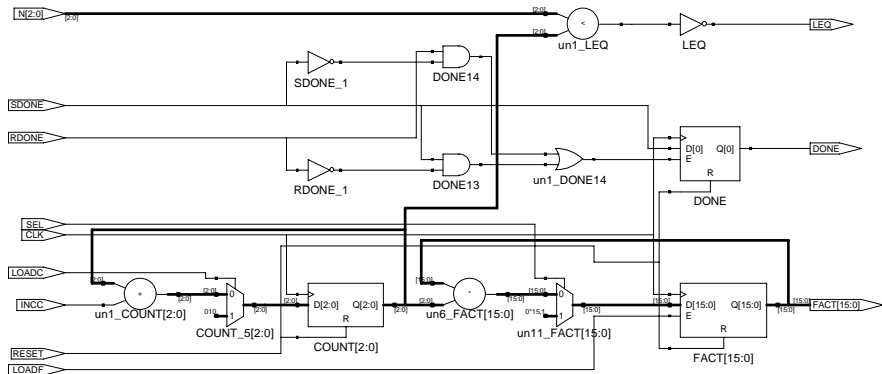 N[2:0]
[2:0]
[2:0]
[2:0]
<
un1_LEQ
LEQ
LEQ
SDONE_1
DONE14
SDONE
RDONE
RDONE_1
DONE13
un1_DONE14
D[0] Q[0]
E
R
DONE
DONE
SEL
CLK
LOADC
INCC
RESET
LOADF
[2:0]
+
[2:0]
[2:0]
un1_COUNT[2:0]
0
1
010
[2:0]
COUNT_5[2:0]
[2:0]
D[2:0] Q[2:0]
R
COUNT[2:0]
[2:0]
[2:0]
[15:0]
un6_FACT[15:0]
[15:0]
[15:0]
0
1
0*15,1
[15:0]
un11_FACT[15:0]
[15:0]
D[15:0] Q[15:0]
E
R
FACT[15:0]
[15:0]
[15:0]
FACT[15:0]